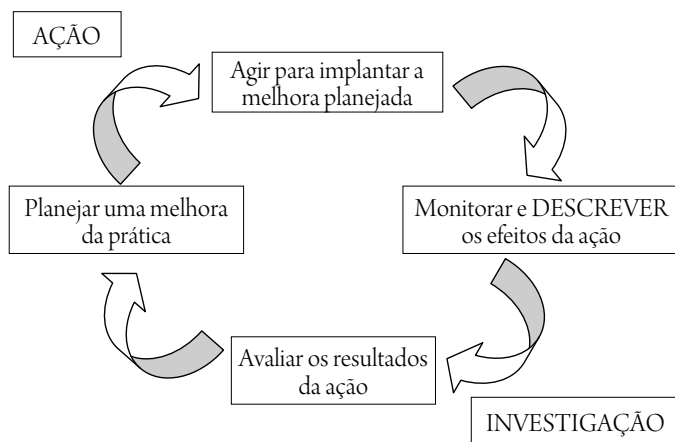 AÇÃO
Agir para implantar a
melhora planejada
Planejar uma melhora
da prática
Monitorar e DESCREVER
os efeitos da ação
Avaliar os resultados
da ação
INVESTIGAÇÃO